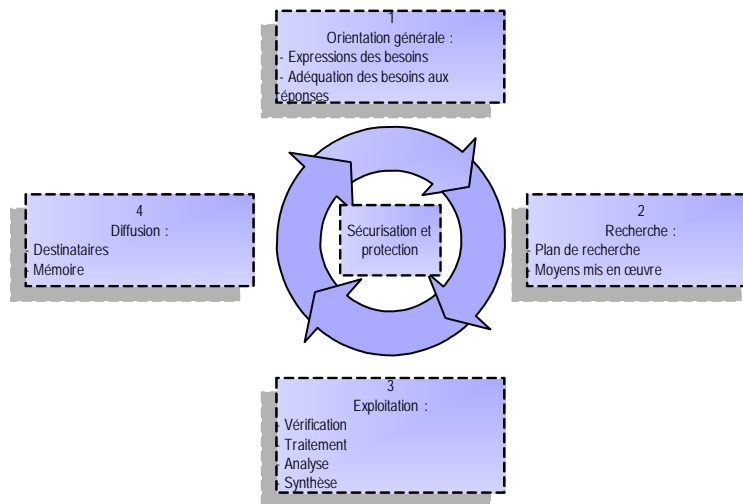 1
Orientation générale :
- Expressions des besoins
- Adéquation des besoins aux
réponses
4
Diffusion :
- Destinataires
- Mémoire
Sécurisation et
protection
2
Recherche :
- Plan de recherche
- Moyens mis en œuvre
3
Exploitation :
- Vérification
- Traitement
- Analyse
- Synthèse